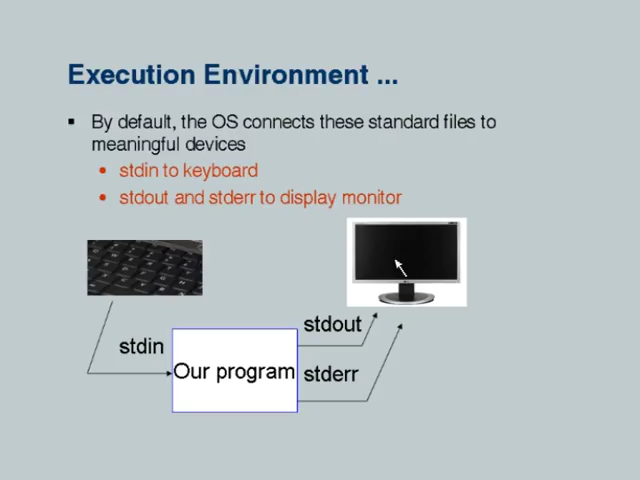 Execution Environment ...
▪ By default, the OS connects these standard files to
meaningful devices
• stdin to keyboard
• stdout and stderr to display monitor
stdout
stdin
Our program
stderr